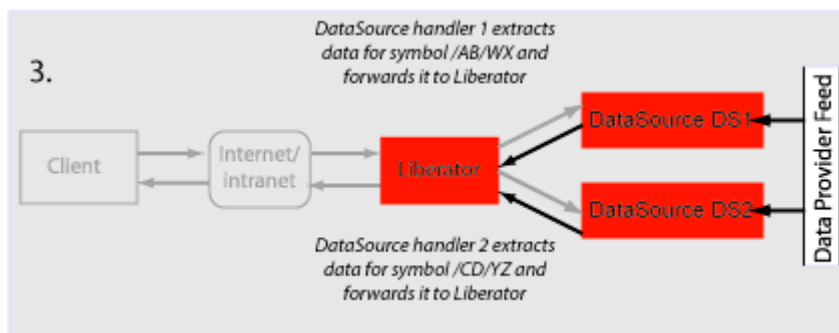 DataSource handler 1 extracts
data for symbol /AB/WX and
forwards it to Liberator
3.
Client
Internet/
intranet
Liberator
DataSource DS1
DataSource DS2
Data Provider Feed
DataSource handler 2 extracts
data for symbol /CD/YZ and
forwards it to Liberator